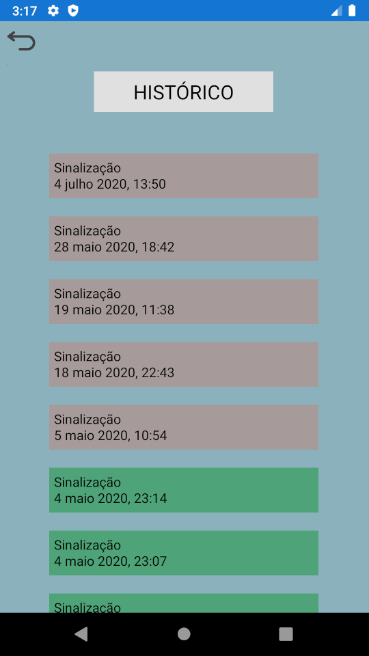 3:17
HISTÓRICO
Sinalização
4 julho 2020, 13:50
Sinalização
28 maio 2020, 18:42
Sinalização
19 maio 2020, 11:38
Sinalização
18 maio 2020, 22:43
Sinalização
5 maio 2020, 10:54
Sinalização
4 maio 2020, 23:14
Sinalização
4 maio 2020, 23:07
Sinalização